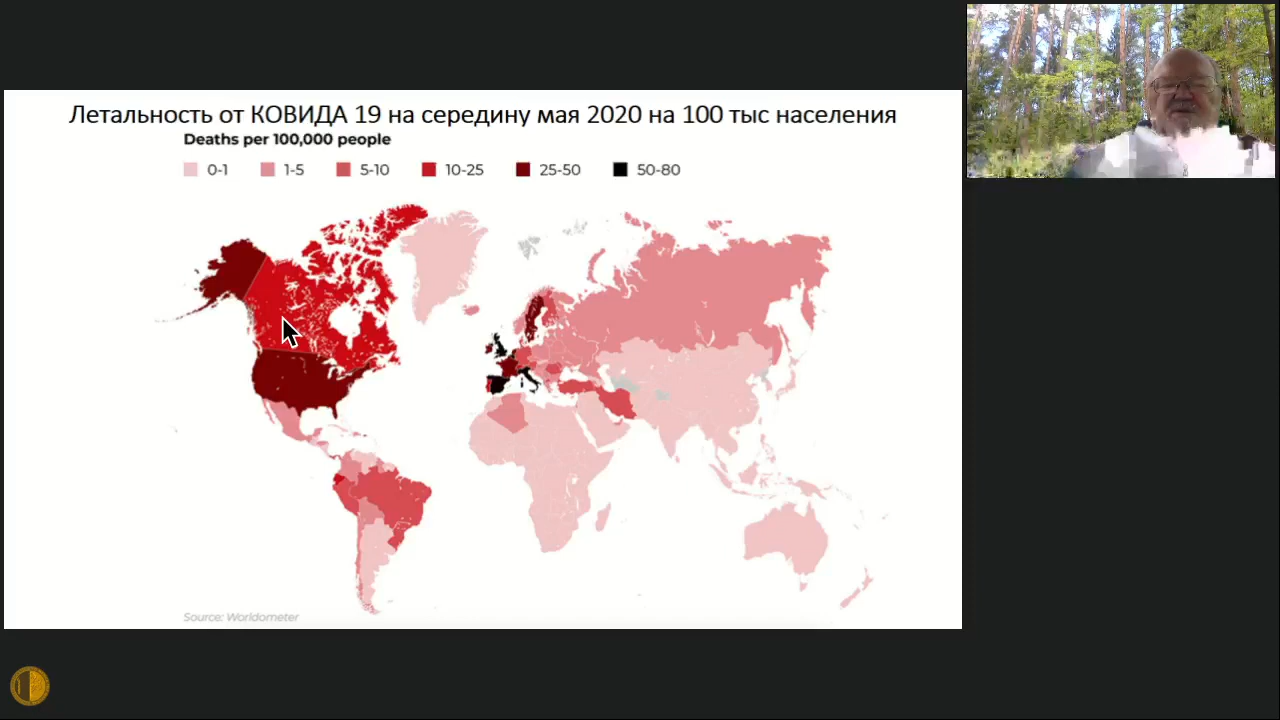 Летальность от КОВИДА 19 на середину мая 2020 на 100 тыс населения
Deaths per 100,000 people
0-1 1-5 5-10 10-25 25-50 50-80
Source: Worldometer